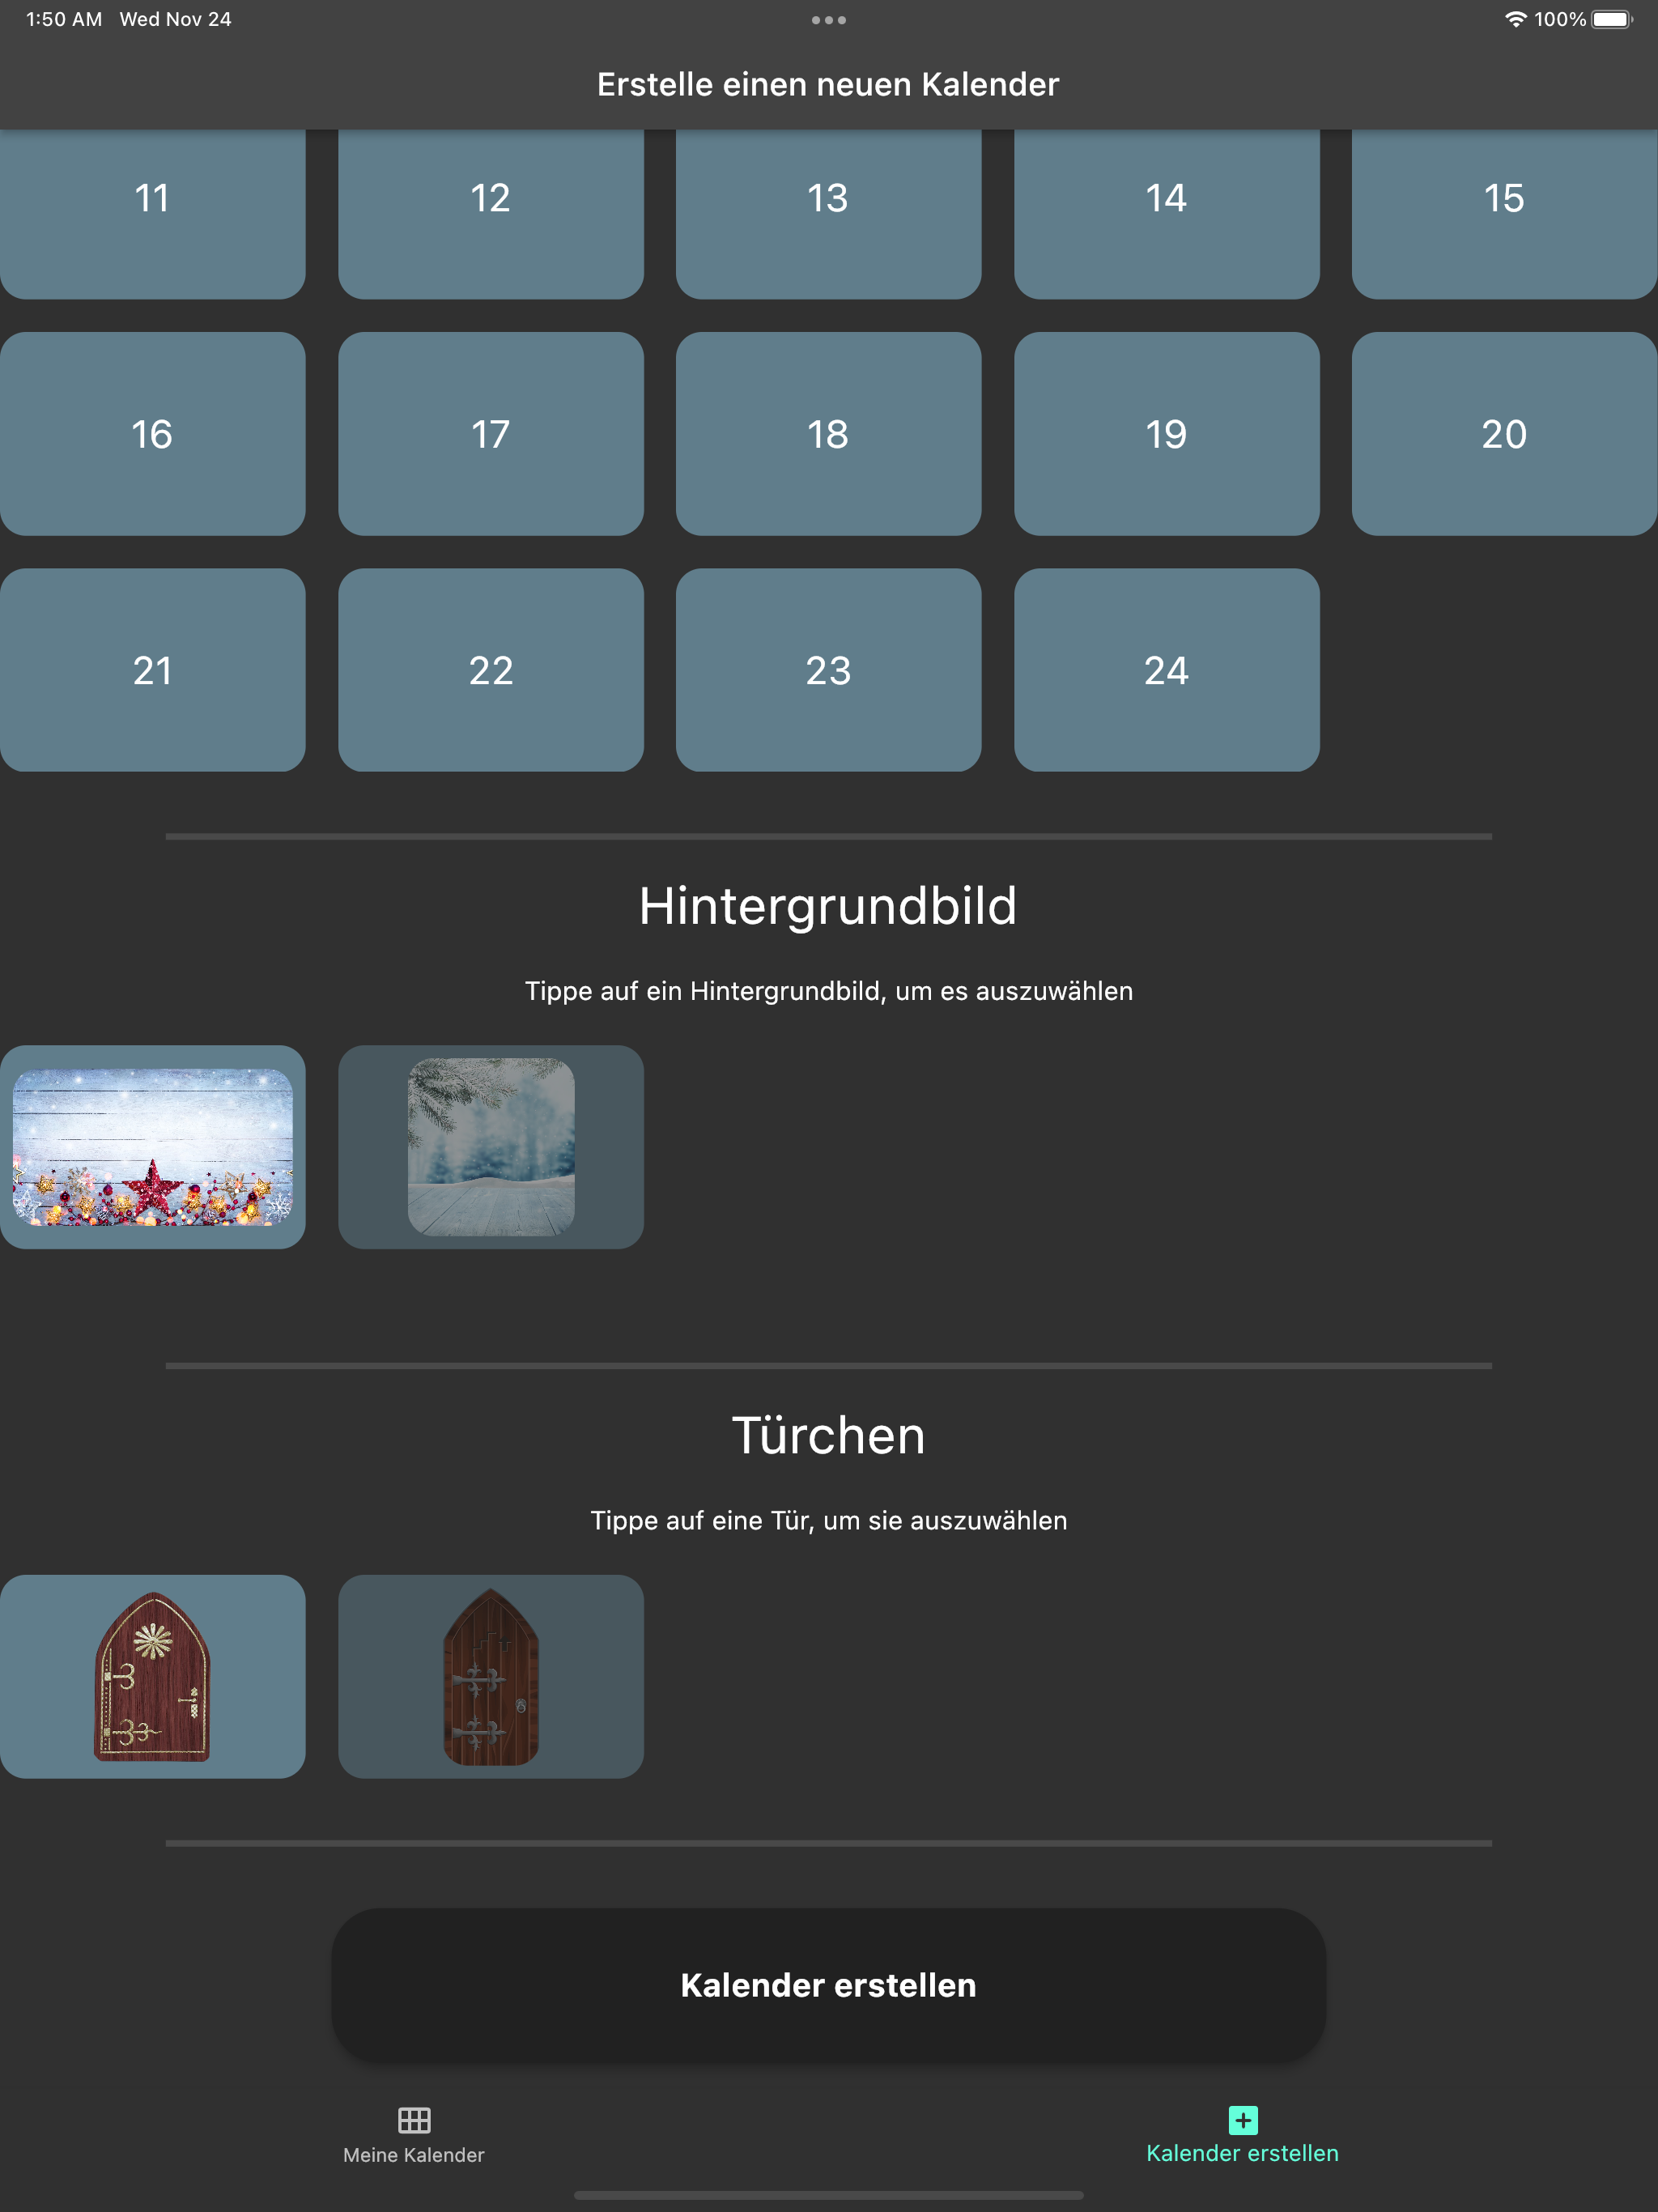 1:50 AM Wed Nov 24
100%
Erstelle einen neuen Kalender
11 12 13 14 15
16 17 18 19 20
21 22 23 24
Hintergrundbild
Tippe auf ein Hintergrundbild, um es auszuwählen
Türchen
Tippe auf eine Tür, um sie auszuwählen
Kalender erstellen
Meine Kalender
Kalender erstellen